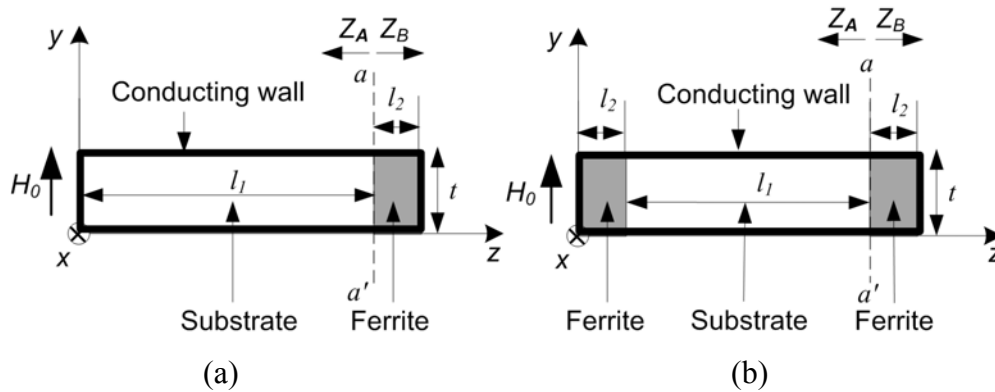 y
Z_A Z_B
a
Conducting wall
l_2
H_0
l_1
t
x
z
a'
Substrate Ferrite
(a)
y
Z_A Z_B
a
l_2 Conducting wall l_2
H_0
l_1
t
x
z
a'
Ferrite Substrate Ferrite
(b)